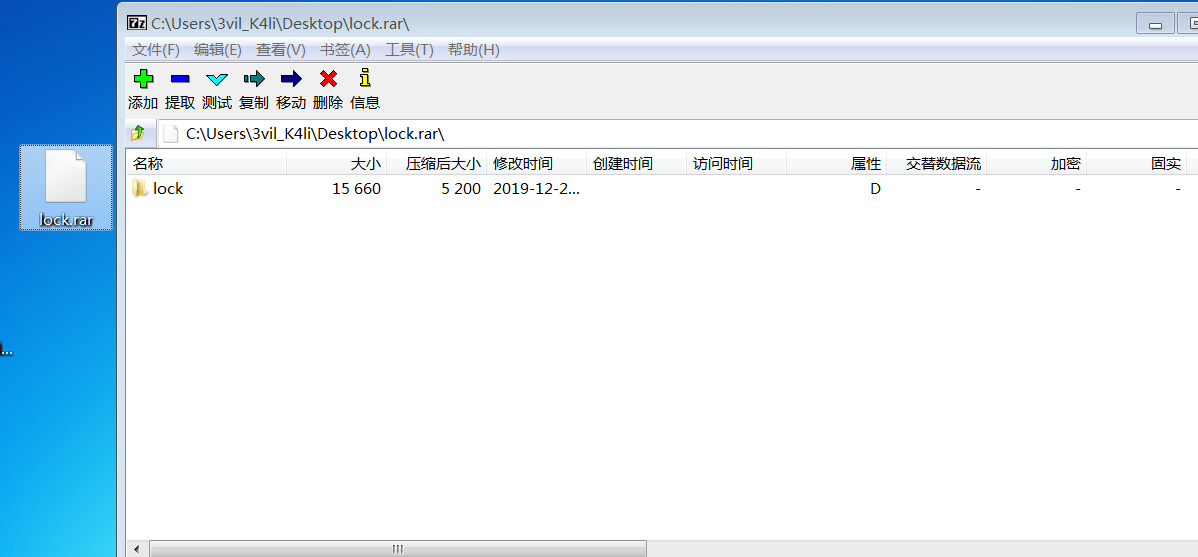 C:\Users\3vil_K4li\Desktop\lock.rar\
文件(F) 编辑(E) 查看(V) 书签(A) 工具(T) 帮助(H)
添加 提取 测试 复制 移动 删除 信息
C:\Users\3vil_K4li\Desktop\lock.rar\
名称 大小 压缩后大小 修改时间 创建时间 访问时间 属性 交替数据流 加密 固实
lock 15 660 5 200 2019-12-2... D - - -
lock.rar